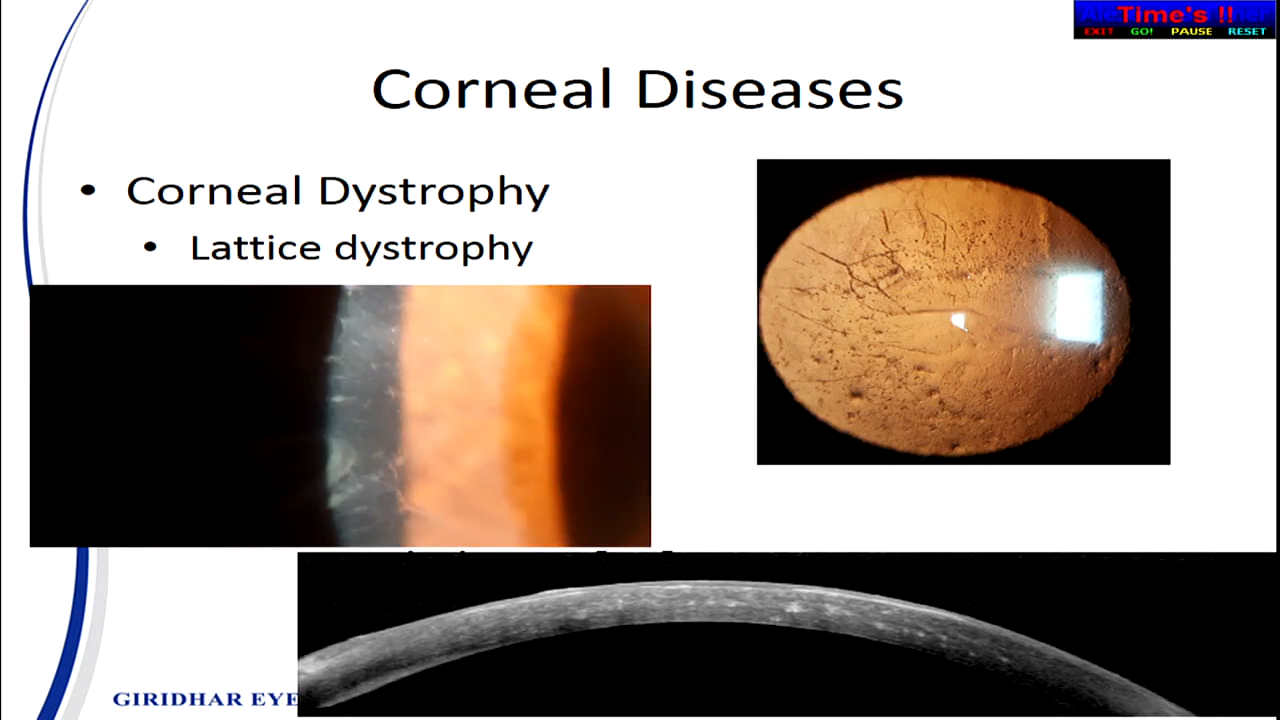 Time's !!
EXIT GO! PAUSE RESET
Corneal Diseases
• Corneal Dystrophy
• Lattice dystrophy
GIRIDHAR EYE